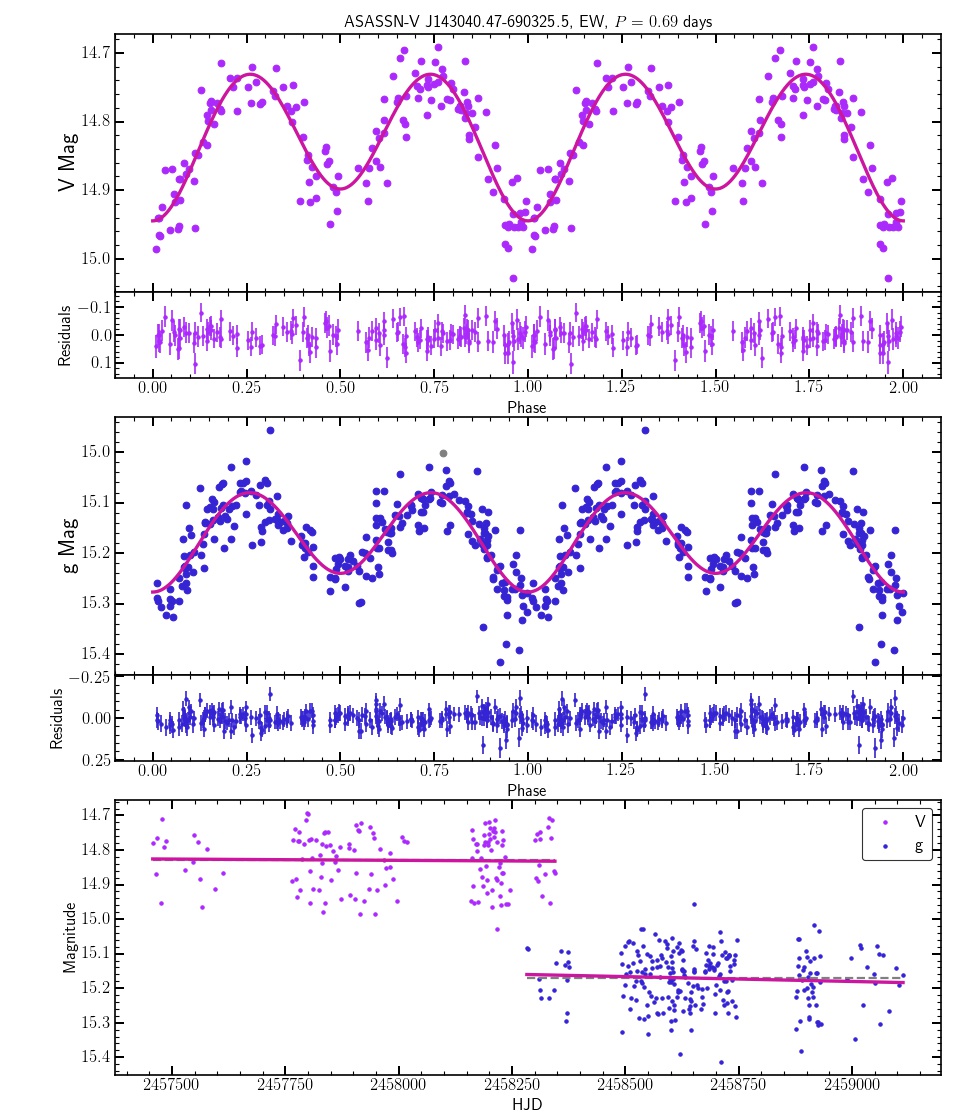 ASASSN-V J143040.47-690325.5, EW, P = 0.69 days
14.7
14.8
14.9
15.0
V Mag
−0.1
0.0
0.1
Residuals
0.00 0.25 0.50 0.75 1.00 1.25 1.50 1.75 2.00
Phase
15.0
15.1
15.2
15.3
15.4
g Mag
−0.25
0.00
0.25
Residuals
0.00 0.25 0.50 0.75 1.00 1.25 1.50 1.75 2.00
Phase
14.7
14.8
14.9
15.0
15.1
15.2
15.3
15.4
Magnitude
V
g
2457500 2457750 2458000 2458250 2458500 2458750 2459000
HJD